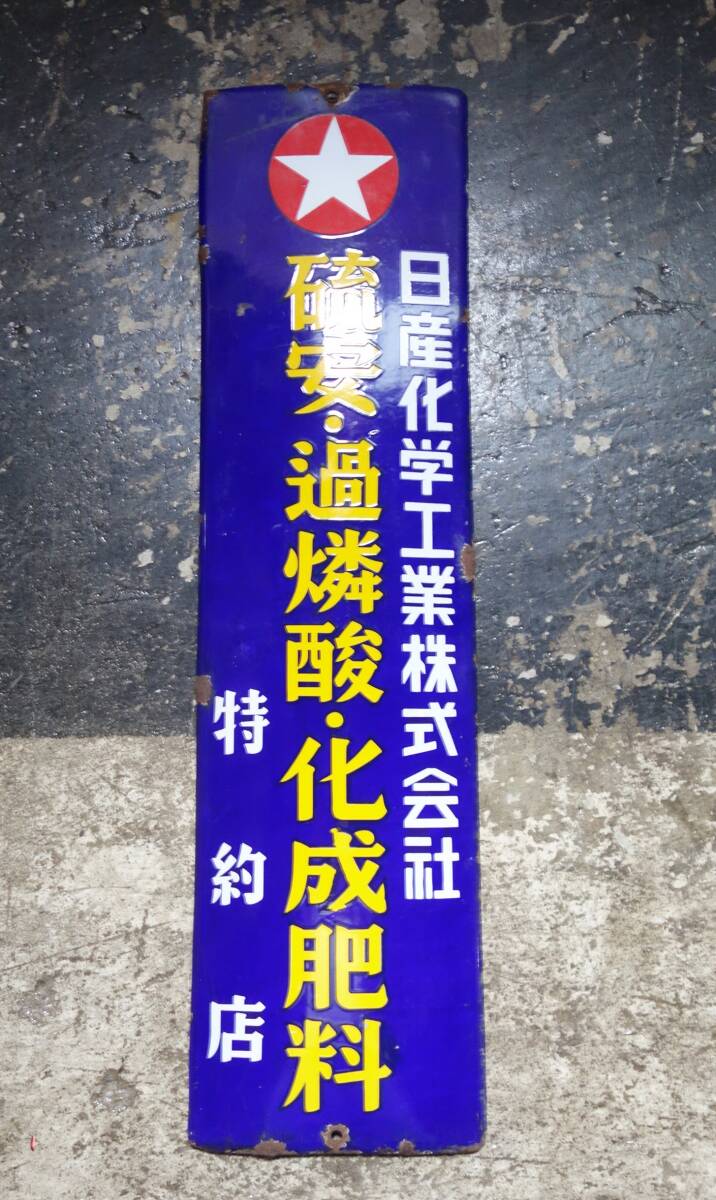 日産化学工業株式会社
硫安・過燐酸・化成肥料
特約店